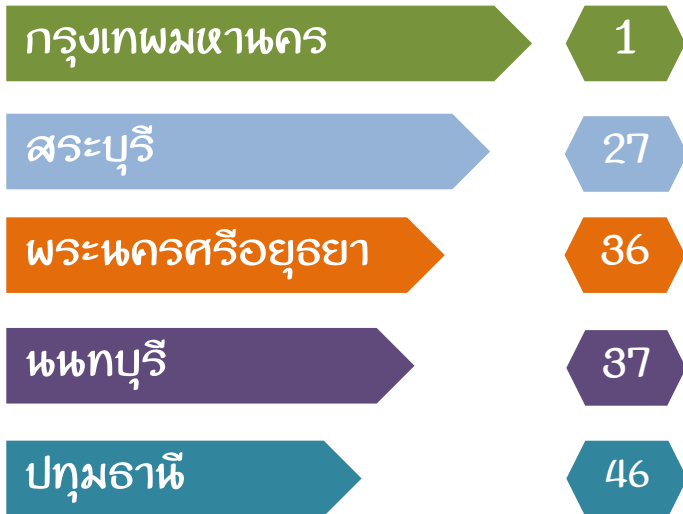 กรุงเทพมหานคร 1
สระบุรี 27
พระนครศรีอยุธยา 36
นนทบุรี 37
ปทุมธานี 46